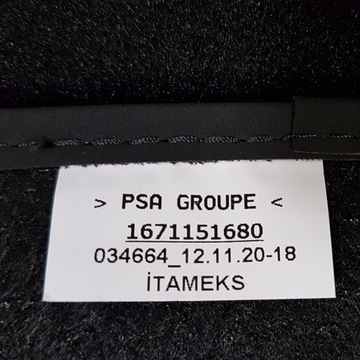 > PSA GROUPE <
1671151680
034664_12.11.20-18
İTAMEKS